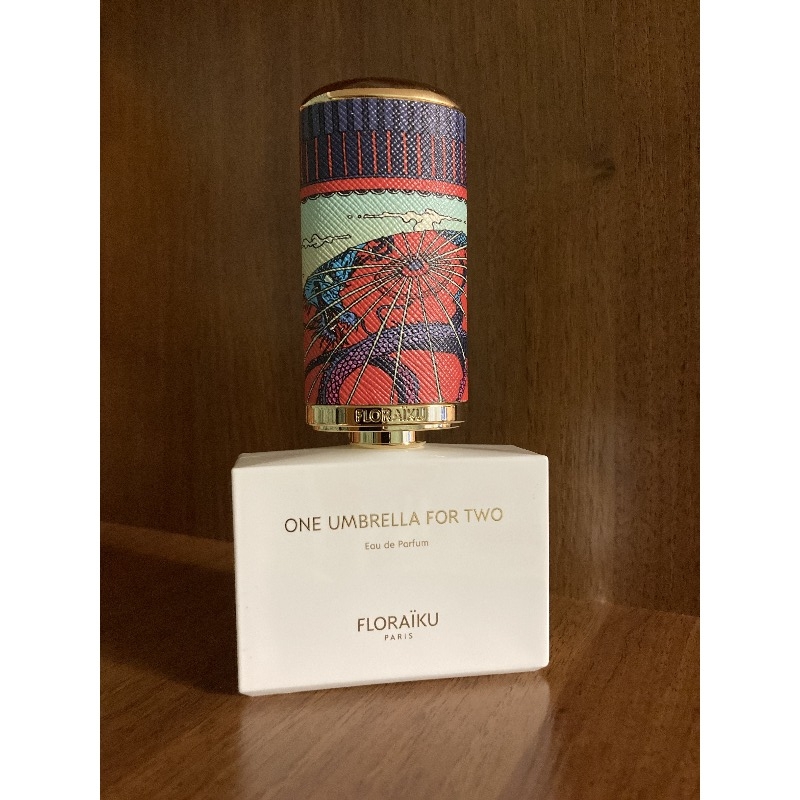 FLORAÏKU
ONE UMBRELLA FOR TWO
Eau de Parfum
FLORAÏKU
PARiS